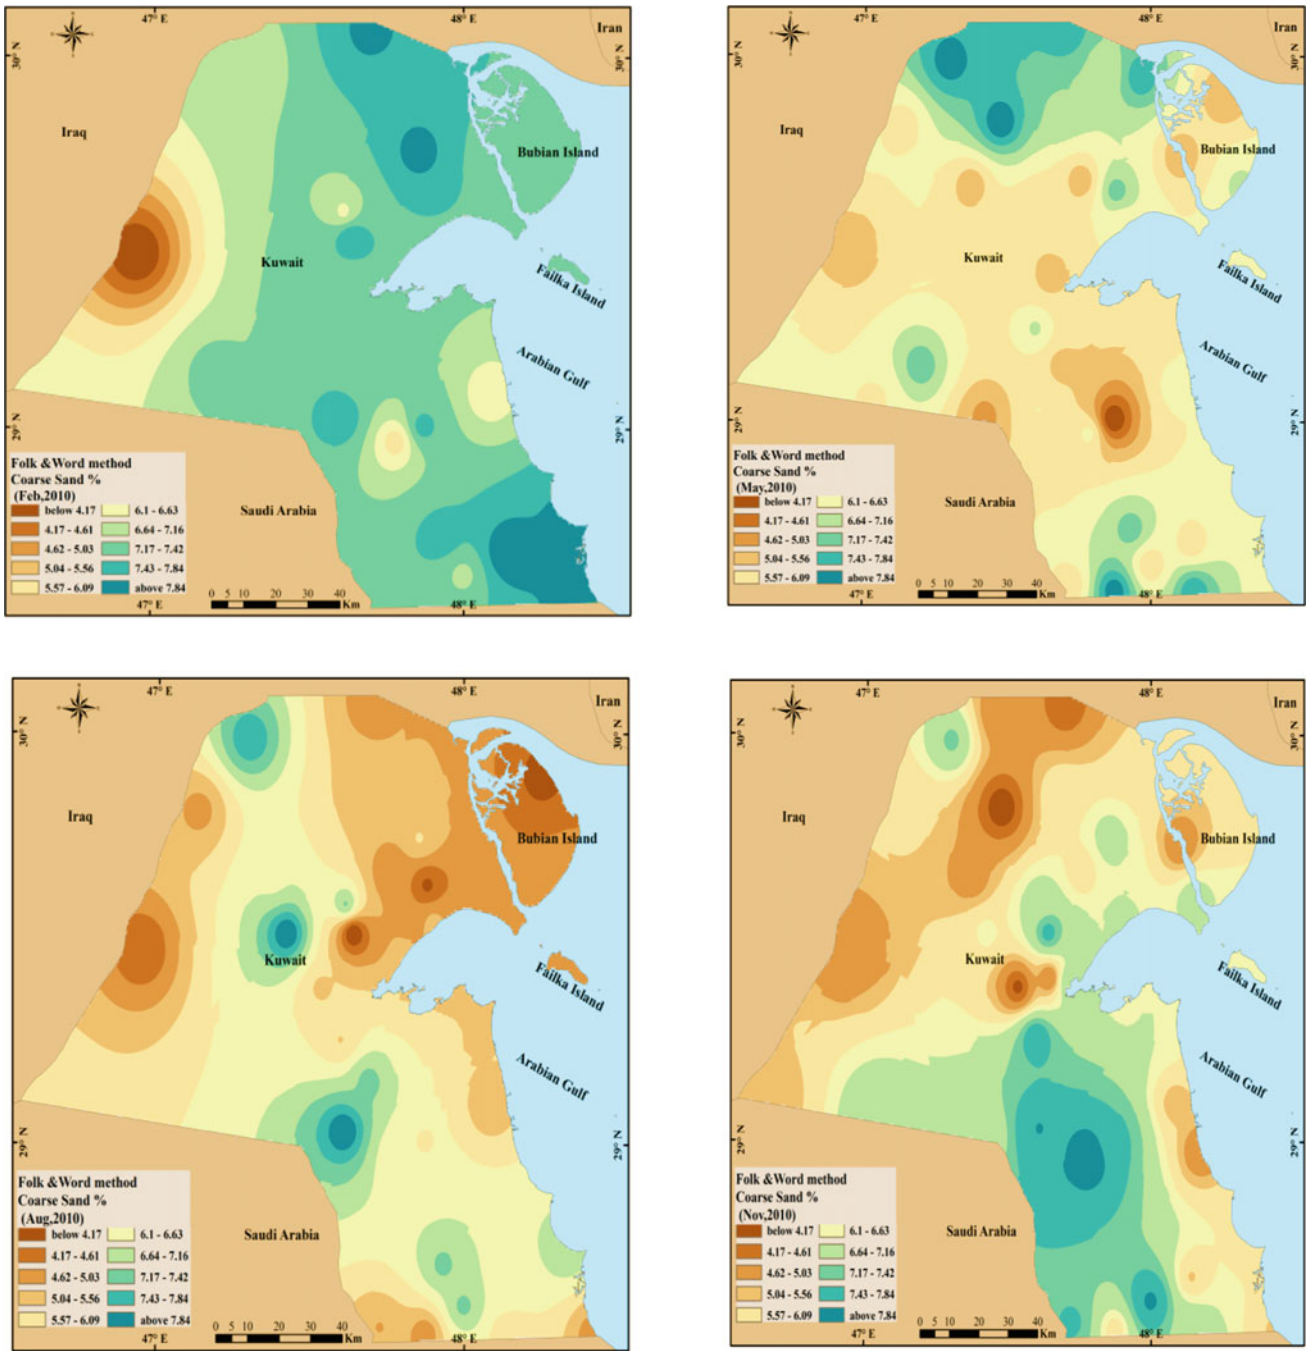 47° E
48° E
Iran
30° N
30° N
Iraq
Bubian Island
Kuwait
Failka Island
Arabian Gulf
29° N
29° N
Folk &Word method
Coarse Sand %
(Feb,2010)
below 4.17
6.1 - 6.63
4.17 - 4.61
6.64 - 7.16
4.62 - 5.03
7.17 - 7.42
5.04 - 5.56
7.43 - 7.84
5.57 - 6.09
above 7.84
Saudi Arabia
0 5 10 20 30 40
Km
47° E
48° E
47° E
48° E
Iran
30° N
30° N
Iraq
Bubian Island
Kuwait
Failka Island
Arabian Gulf
29° N
29° N
Folk &Word method
Coarse Sand %
(May,2010)
below 4.17
6.1 - 6.63
4.17 - 4.61
6.64 - 7.16
4.62 - 5.03
7.17 - 7.42
5.04 - 5.56
7.43 - 7.84
5.57 - 6.09
above 7.84
Saudi Arabia
0 5 10 20 30 40
Km
47° E
48° E
47° E
48° E
Iran
30° N
30° N
Iraq
Bubian Island
Kuwait
Failka Island
Arabian Gulf
29° N
29° N
Folk &Word method
Coarse Sand %
(Aug,2010)
below 4.17
6.1 - 6.63
4.17 - 4.61
6.64 - 7.16
4.62 - 5.03
7.17 - 7.42
5.04 - 5.56
7.43 - 7.84
5.57 - 6.09
above 7.84
Saudi Arabia
0 5 10 20 30 40
Km
47° E
48° E
47° E
48° E
Iran
30° N
30° N
Iraq
Bubian Island
Kuwait
Failka Island
Arabian Gulf
29° N
29° N
Folk &Word method
Coarse Sand %
(Nov,2010)
below 4.17
6.1 - 6.63
4.17 - 4.61
6.64 - 7.16
4.62 - 5.03
7.17 - 7.42
5.04 - 5.56
7.43 - 7.84
5.57 - 6.09
above 7.84
Saudi Arabia
0 5 10 20 30 40
Km
47° E
48° E